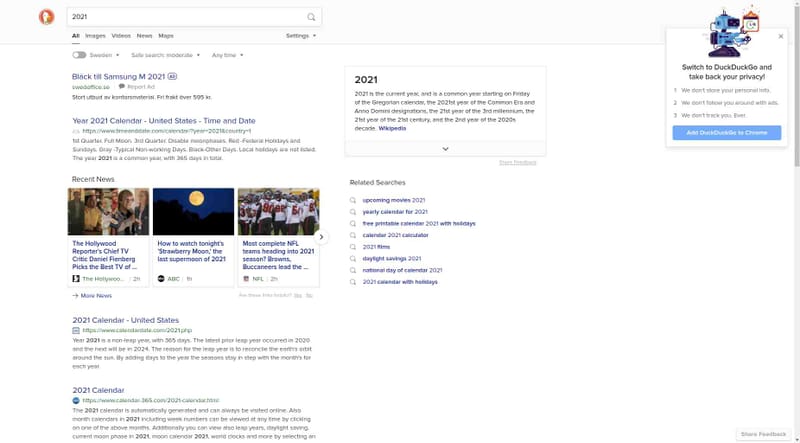 2021
All Images Videos News Maps
Settings
Sweden
Safe search: moderate
Any time
Bläck till Samsung M 2021 Ad
swedoffice.se Report Ad
Stort utbud av kontorsmaterial. Fri frakt över 595 kr.
Year 2021 Calendar - United States - Time and Date
https://www.timeanddate.com/calendar/?year=2021&country=1
1st Quarter. Full Moon. 3rd Quarter. Disable moonphases. Red -Federal Holidays and
Sundays. Gray -Typical Non-working Days. Black-Other Days. Local holidays are not listed.
The year 2021 is a common year, with 365 days in total.
Recent News
The Hollywood
Reporter's Chief TV
Critic Daniel Fienberg
Picks the Best TV of ...
The Hollywoo... 2h
How to watch tonight's
'Strawberry Moon,' the
last supermoon of 2021
ABC 1h
Most complete NFL
teams heading into 2021
season? Browns,
Buccaneers lead the ...
NFL 2h
More News
Are these links helpful? Yes No
2021 Calendar - United States
https://www.calendardate.com/2021.php
Year 2021 is a non-leap year, with 365 days. The latest prior leap year occurred in 2020
and the next will be in 2024. The reason for the leap year is to reconcile the earth's orbit
around the sun. By adding days to the year the seasons stay in step with the month's for
each year.
2021 Calendar
https://www.calendar-365.com/2021-calendar.html
The 2021 calendar is automatically generated and can always be visited online. Also
month calendars in 2021 including week numbers can be viewed at any time by clicking
on one of the above months. Additionally you can view also leap years, daylight saving,
current moon phase in 2021, moon calendar 2021, world clocks and more by selecting an
2021
2021 is the current year, and is a common year starting on Friday
of the Gregorian calendar, the 2021st year of the Common Era and
Anno Domini designations, the 21st year of the 3rd millennium, the
21st year of the 21st century, and the 2nd year of the 2020s
decade. Wikipedia
Share Feedback
Related Searches
upcoming movies 2021
yearly calendar for 2021
free printable calendar 2021 with holidays
calendar 2021 calculator
2021 films
daylight savings 2021
national day of calendar 2021
2021 calendar with holidays
Switch to DuckDuckGo and
take back your privacy!
1 We don't store your personal info.
2 We don't follow you around with ads.
3 We don't track you. Ever.
Add DuckDuckGo to Chrome
Share Feedback